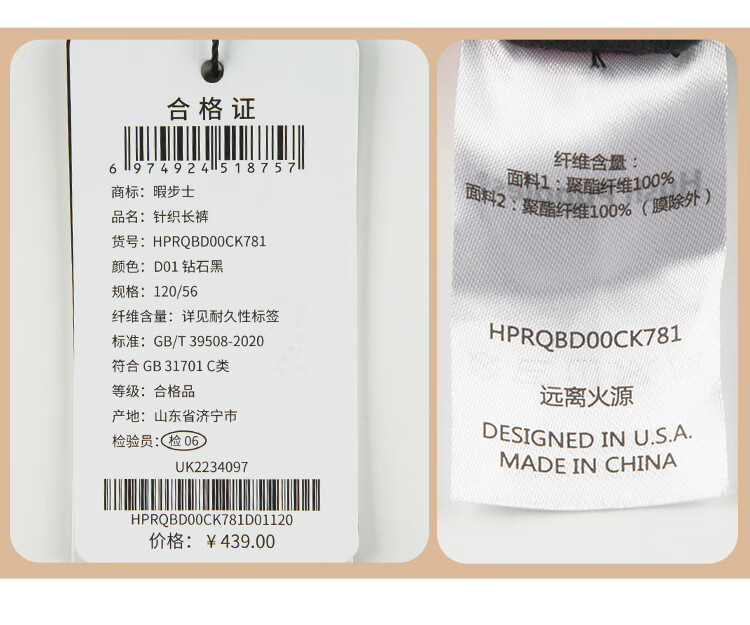 合格证
6 974924 518757
商标：暇步士
品名：针织长裤
货号：HPRQBD00CK781
颜色：D01 钻石黑
规格：120/56
纤维含量：详见耐久性标签
标准：GB/T 39508-2020
符合 GB 31701 C类
等级：合格品
产地：山东省济宁市
检验员：检 06
UK2234097
HPRQBD00CK781D01120
价格：￥439.00
纤维含量：
面料1：聚酯纤维100%
面料2：聚酯纤维100%（膜除外）
HPRQBD00CK781
远离火源
DESIGNED IN U.S.A.
MADE IN CHINA